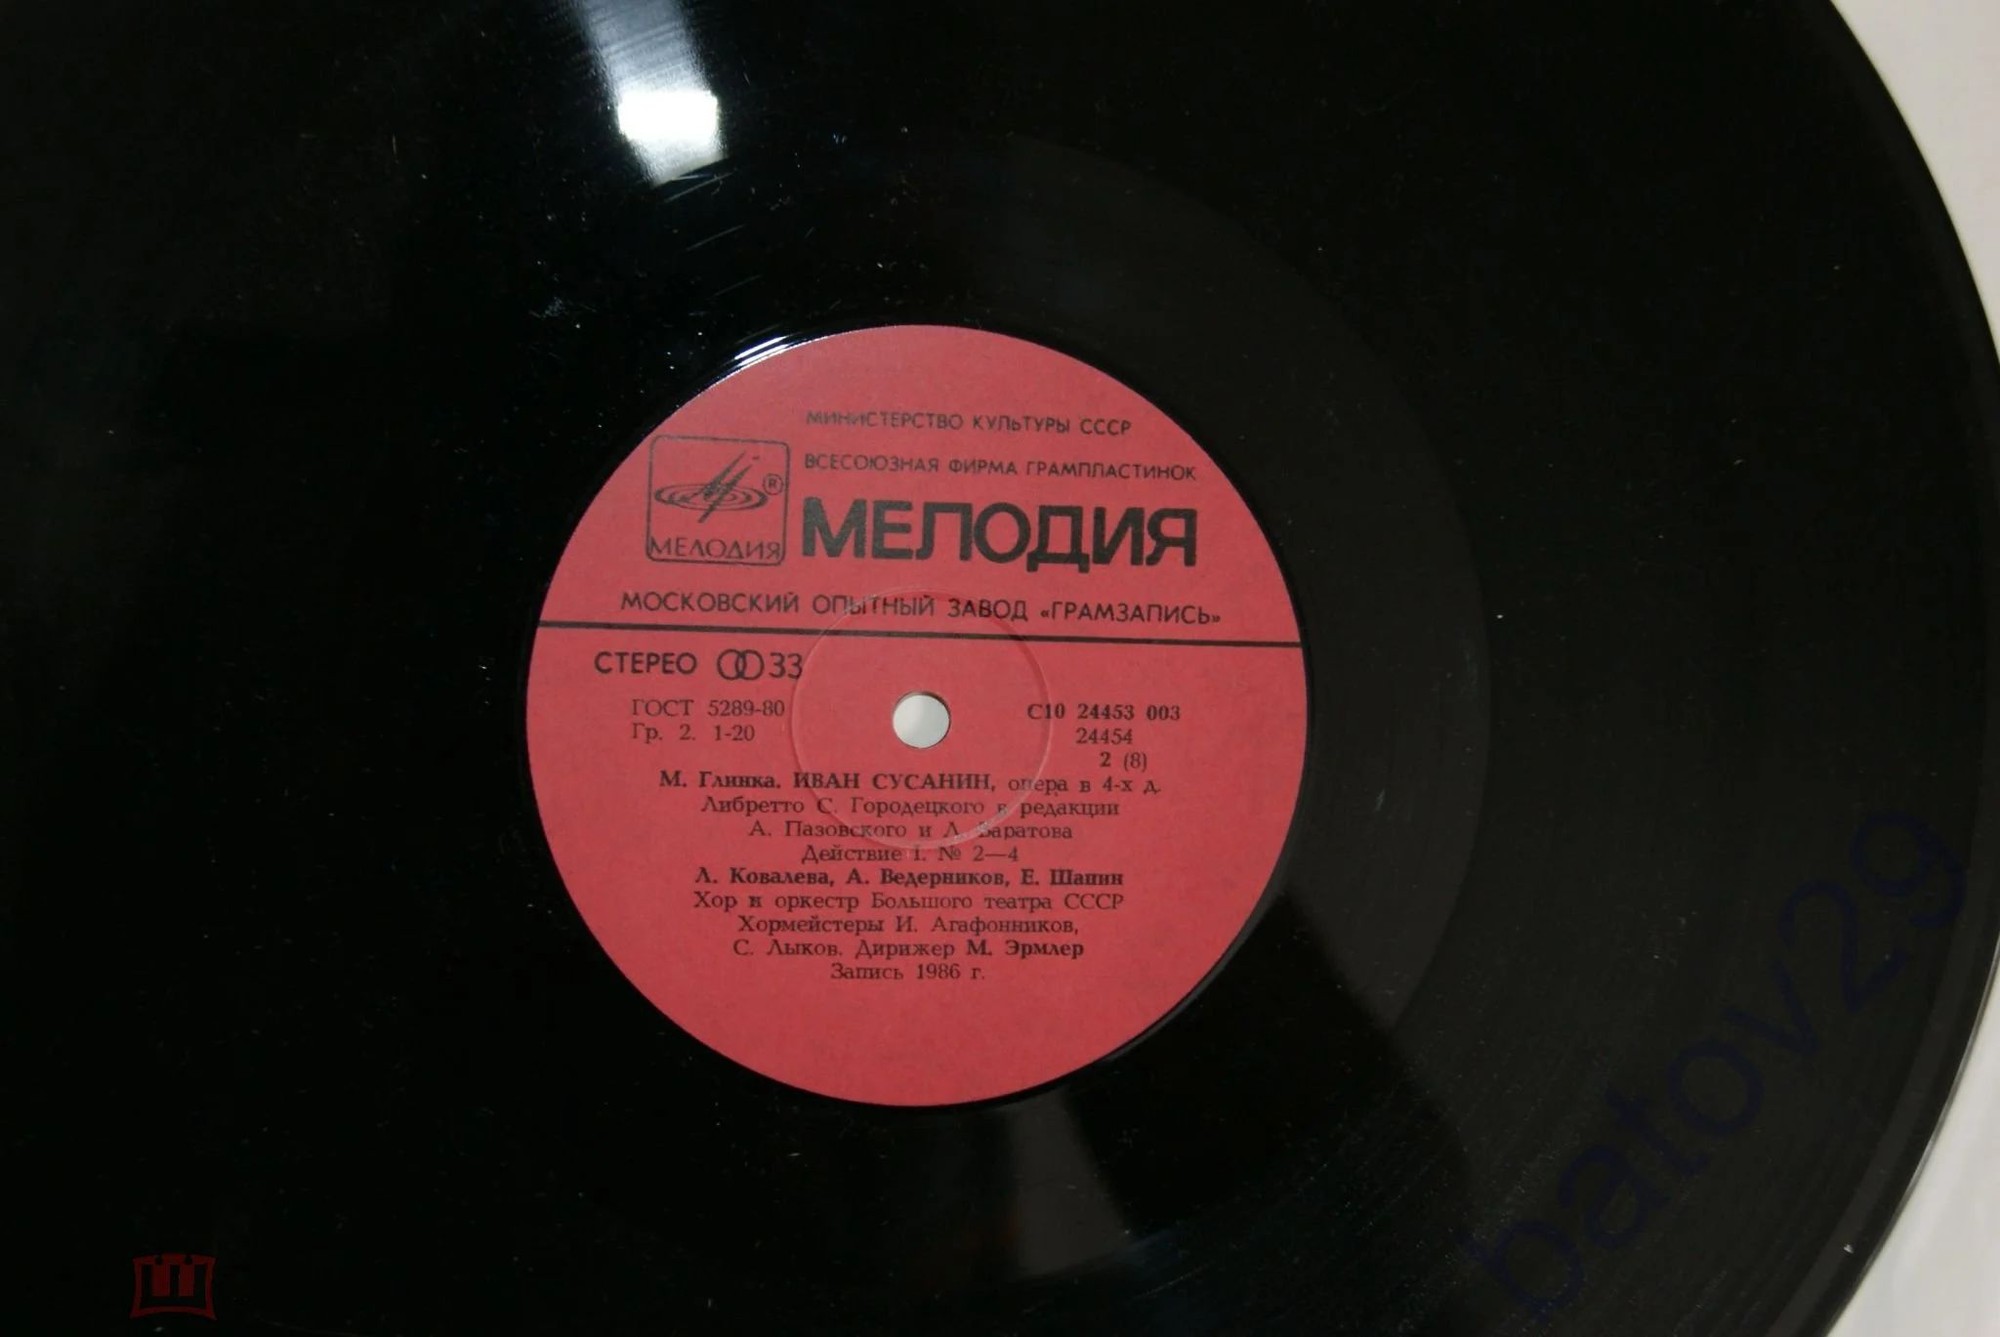 МИНИСТЕРСТВО КУЛЬТУРЫ СССР
ВСЕСОЮЗНАЯ ФИРМА ГРАМПЛАСТИНОК
®
МЕЛОДИЯ
МЕЛОДИЯ
МОСКОВСКИЙ ОПЫТНЫЙ ЗАВОД «ГРАМЗАПИСЬ»
СТЕРЕО 33
ГОСТ 5289-80
Гр. 2. 1-20
С10 24453 003
24454
2 (8)
М. Глинка. ИВАН СУСАНИН, опера в 4-х д.
Либретто С. Городецкого в редакции
А. Пазовского и Л. Баратова
Действие I. № 2—4
Л. Ковалева, А. Ведерников, Е. Шапин
Хор и оркестр Большого театра СССР
Хормейстеры И. Агафонников,
С. Лыков. Дирижер М. Эрмлер
Запись 1986 г.
patov29
Ш